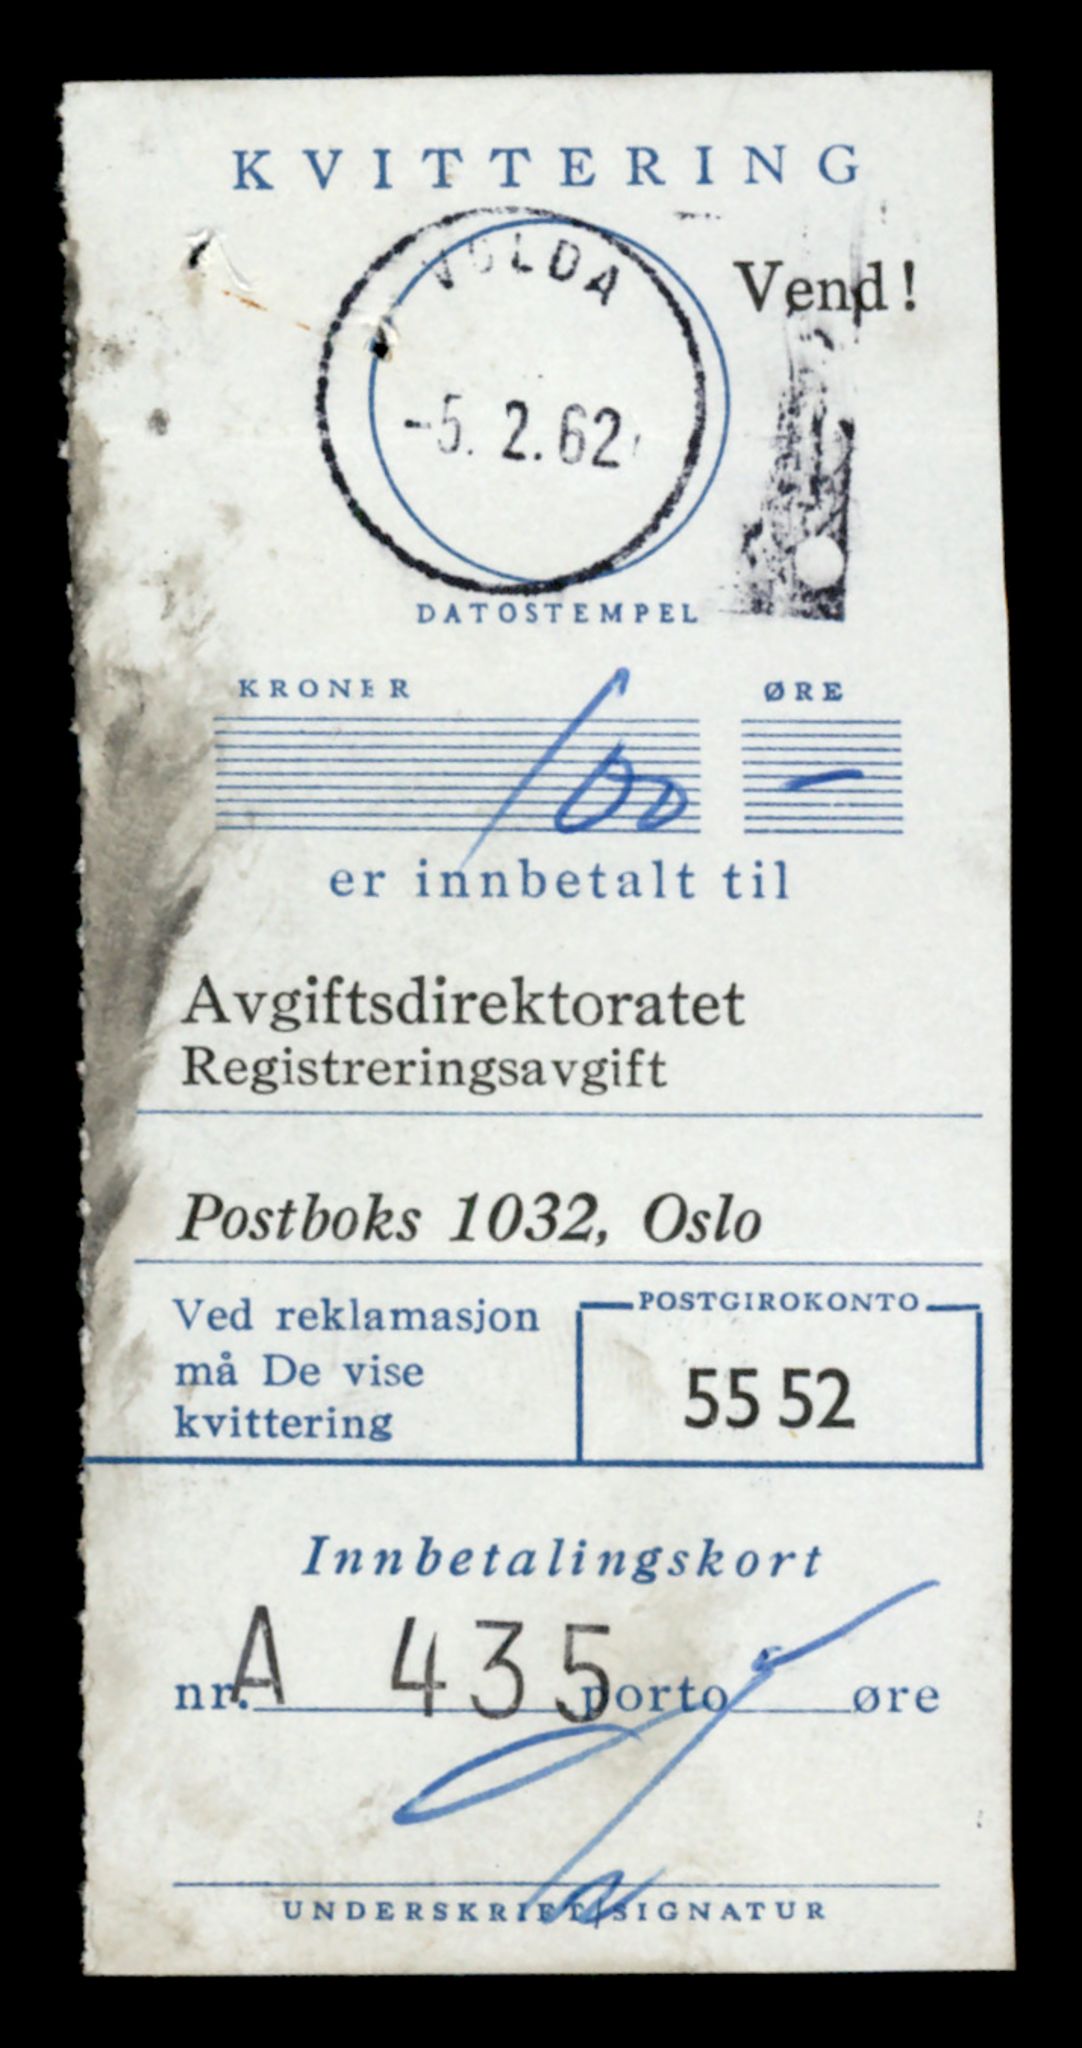 KVITTERING
VOLDA
Vend!
-5. 2. 62
DATOSTEMPEL
KRONER ØRE
100 -
er innbetalt til
Avgiftsdirektoratet
Registreringsavgift
Postboks 1032, Oslo
Ved reklamasjon
må De vise
kvittering
POSTGIROKONTO
55 52
Innbetalingskort
nr. A 435 porto øre
UNDERSKRIFT/SIGNATUR